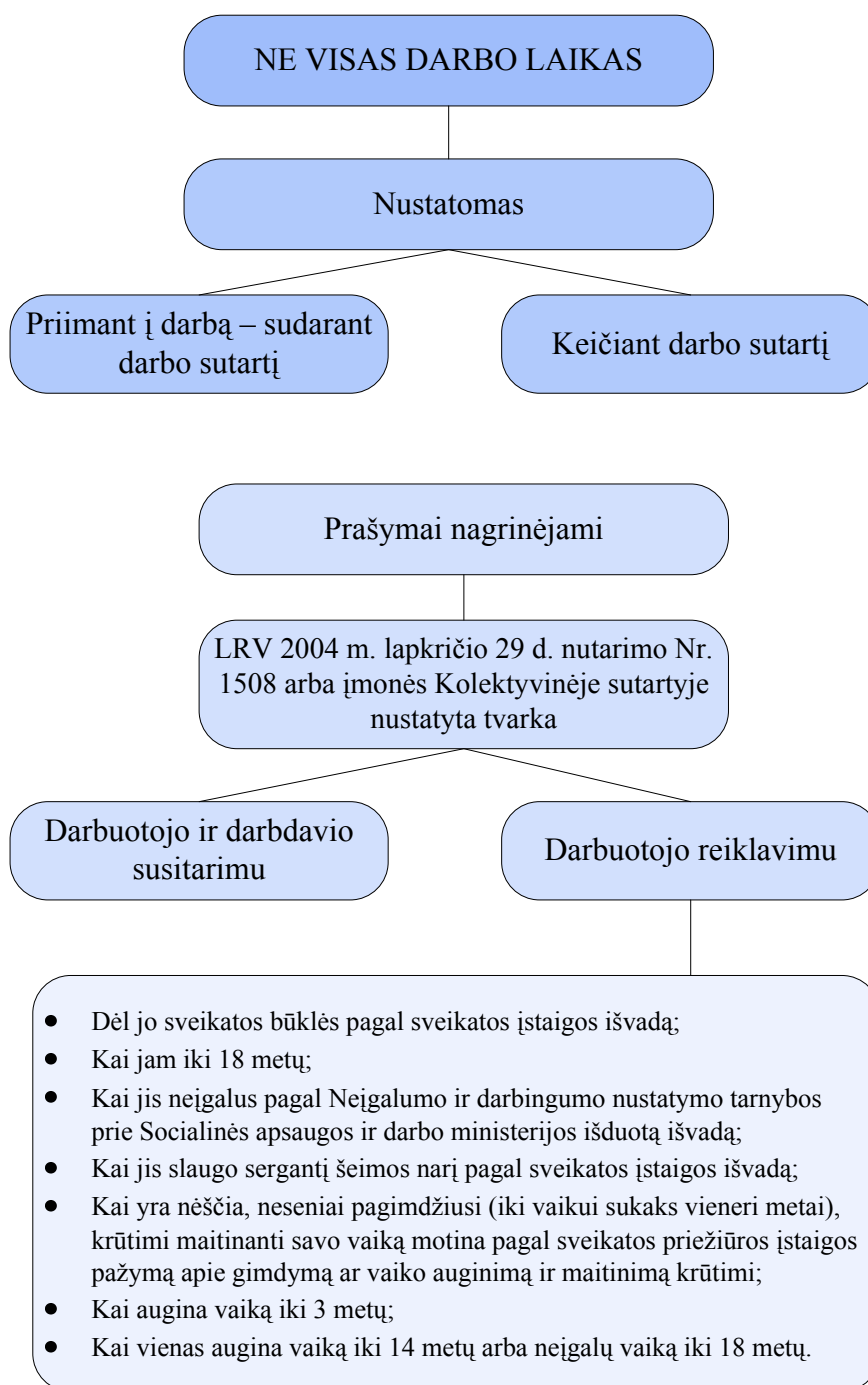 NE VISAS DARBO LAIKAS
Nustatomas
Priimant į darbą – sudarant
darbo sutartį
Keičiant darbo sutartį
Prašymai nagrinėjami
LRV 2004 m. lapkričio 29 d. nutarimo Nr.
1508 arba įmonės Kolektyvinėje sutartyje
nustatyta tvarka
Darbuotojo ir darbdavio
susitarimu
Darbuotojo reiklavimu
• Dėl jo sveikatos būklės pagal sveikatos įstaigos išvadą;
• Kai jam iki 18 metų;
• Kai jis neįgalus pagal Neįgalumo ir darbingumo nustatymo tarnybos
prie Socialinės apsaugos ir darbo ministerijos išduotą išvadą;
• Kai jis slaugo sergantį šeimos narį pagal sveikatos įstaigos išvadą;
• Kai yra nėščia, neseniai pagimdžiusi (iki vaikui sukaks vieneri metai),
krūtimi maitinanti savo vaiką motina pagal sveikatos priežiūros įstaigos
pažymą apie gimdymą ar vaiko auginimą ir maitinimą krūtimi;
• Kai augina vaiką iki 3 metų;
• Kai vienas augina vaiką iki 14 metų arba neįgalų vaiką iki 18 metų.